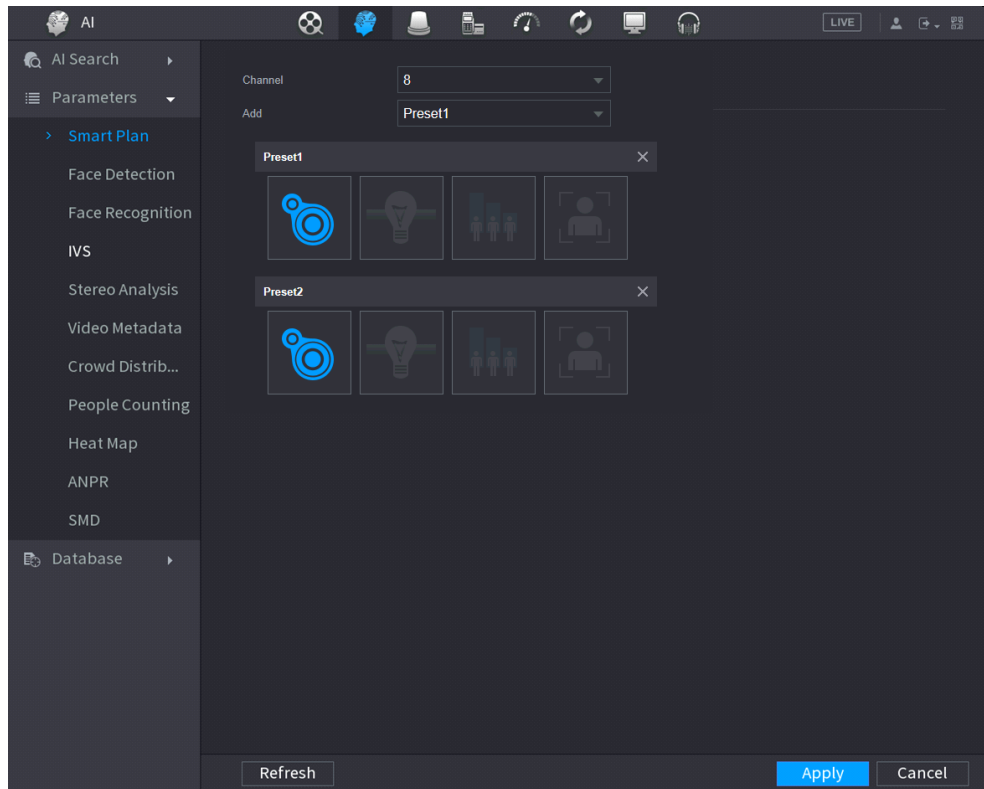 AI
LIVE
AI Search
Parameters
Smart Plan
Face Detection
Face Recognition
IVS
Stereo Analysis
Video Metadata
Crowd Distrib...
People Counting
Heat Map
ANPR
SMD
Database
Channel
8
Add
Preset1
Preset1
Preset2
Refresh
Apply
Cancel